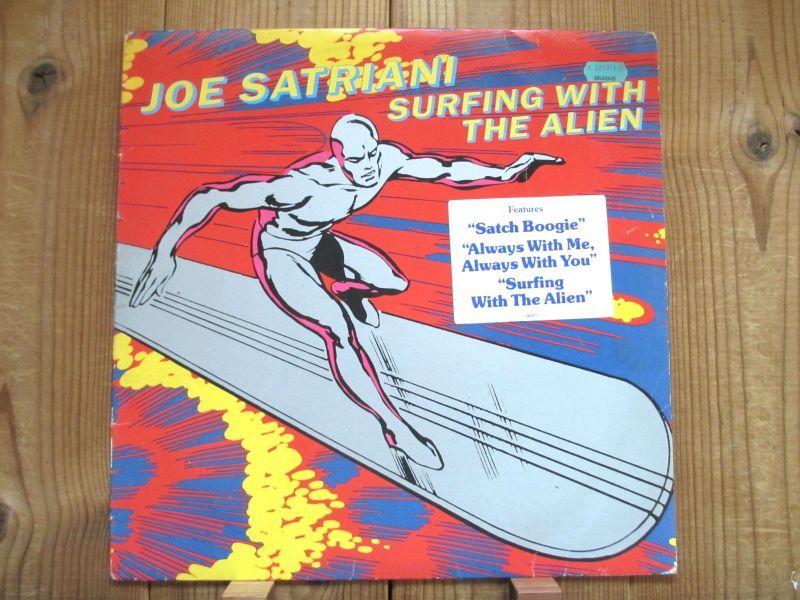 JOE SATRIANI
SURFING WITH
THE ALIEN
BRASHS
Features
"Satch Boogie"
"Always With Me,
Always With You"
"Surfing
With The Alien"